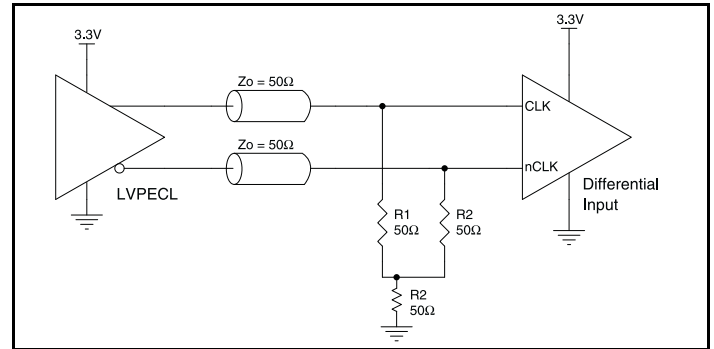 3.3V
3.3V
Zo = 50Ω
CLK
Zo = 50Ω
nCLK
LVPECL
Differential
Input
R1
50Ω
R2
50Ω
R2
50Ω